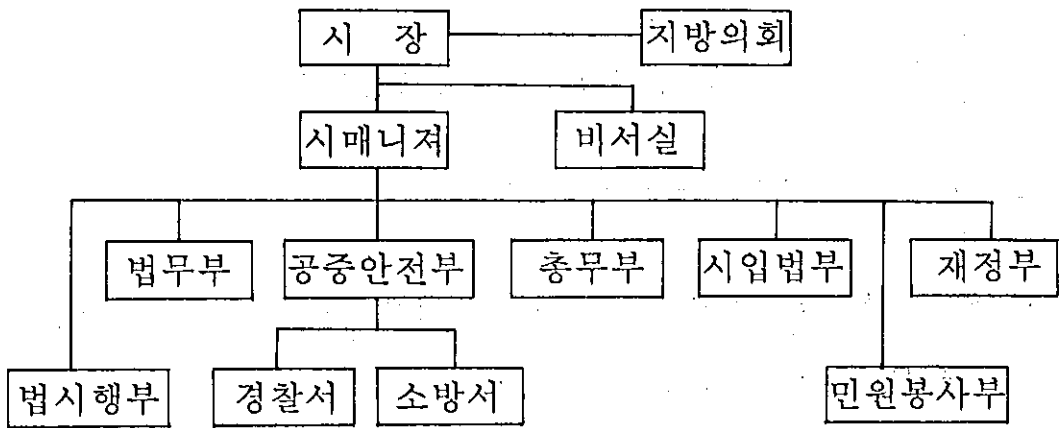 시 장 지방의회
시매니져 비서실
법무부 공중안전부 총무부 시입법부 재정부
법시행부 경찰서 소방서 민원봉사부